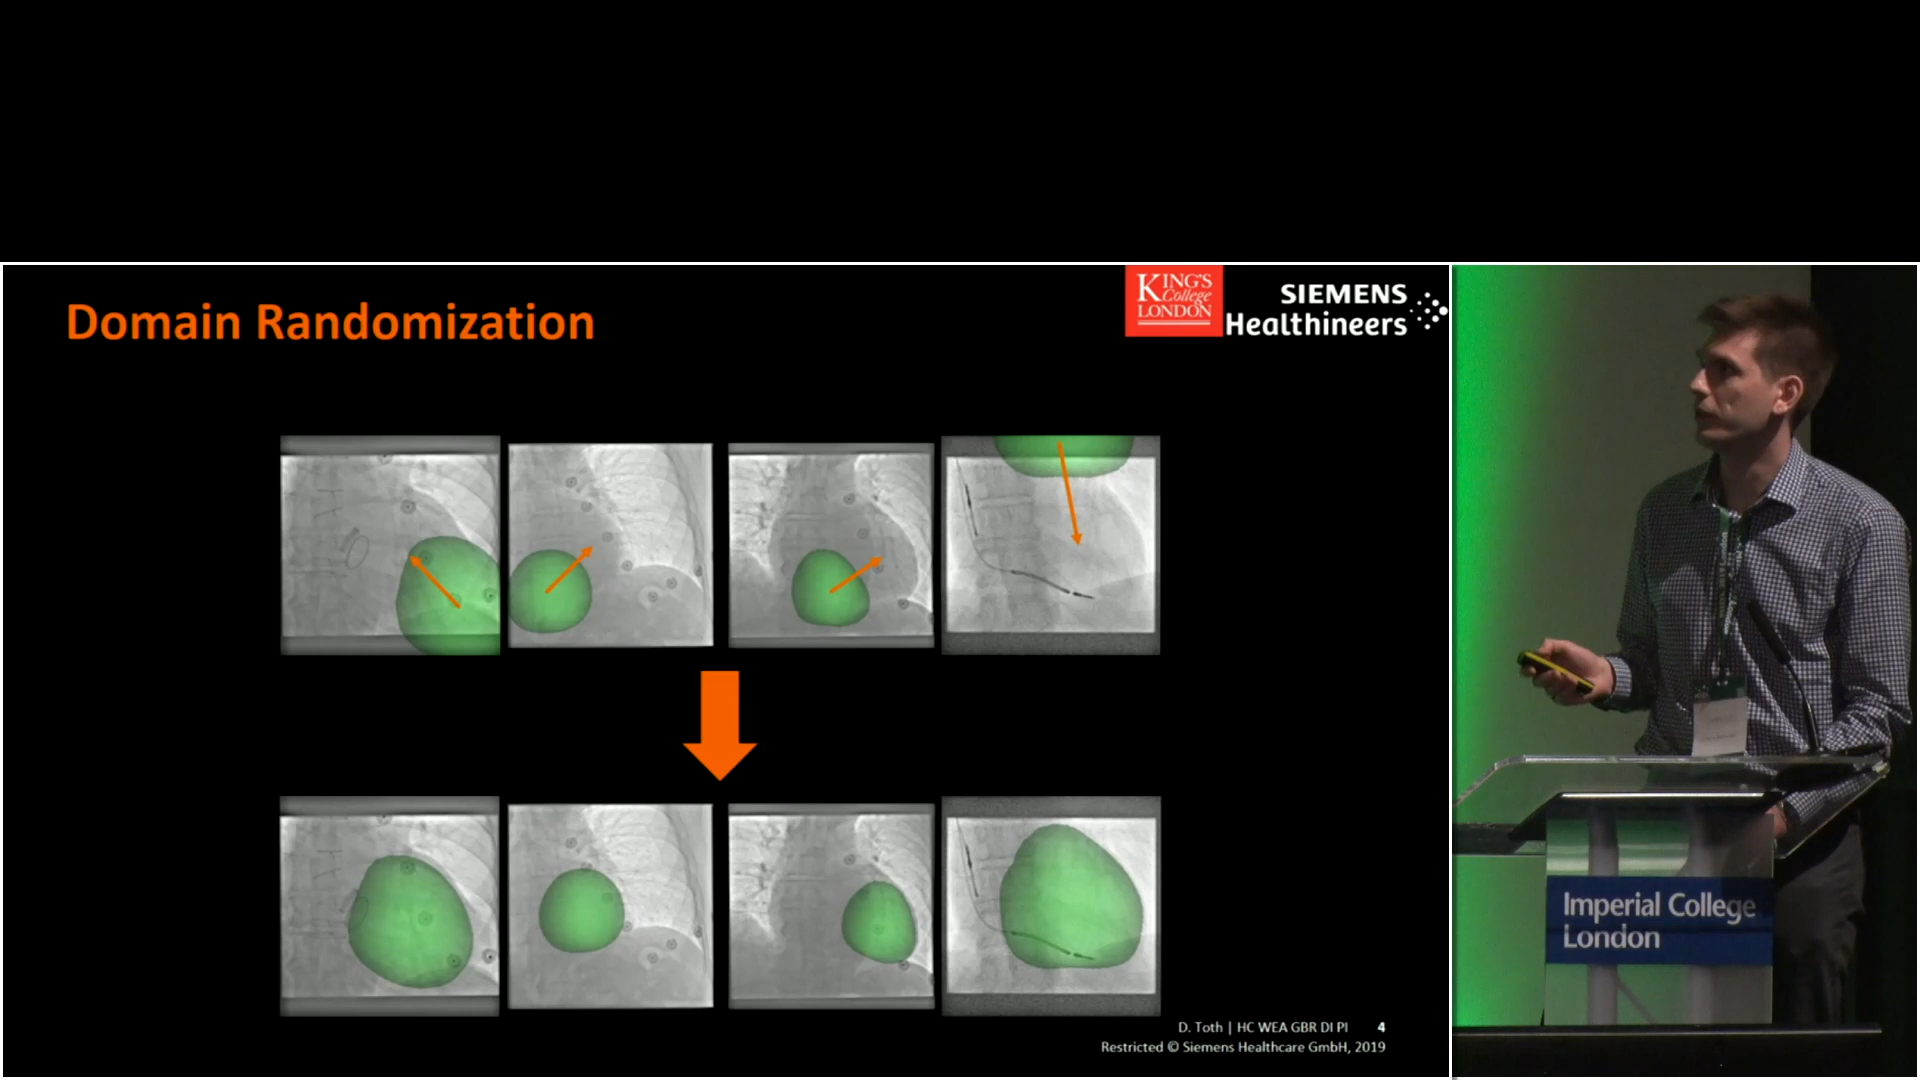 Domain Randomization
KING'S
College
LONDON
SIEMENS
Healthineers
D. Toth | HC WEA GBR DI PI 4
Restricted © Siemens Healthcare GmbH, 2019
Imperial College
London